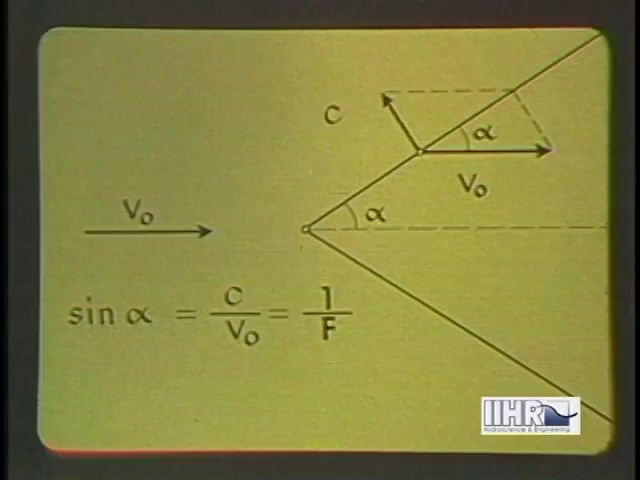 C
α
V₀
α
V₀
sin α = C/V₀ = 1/F
IIHR
Hydroscience & Engineering